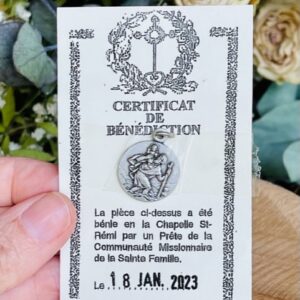 CERTIFICAT
DE
BÉNÉDICTION
La pièce ci-dessus a été
bénie en la Chapelle St-
Rémi par un Prêtre de la
Communauté Missionnaire
de la Sainte Famille.
Le 18 JAN. 2023